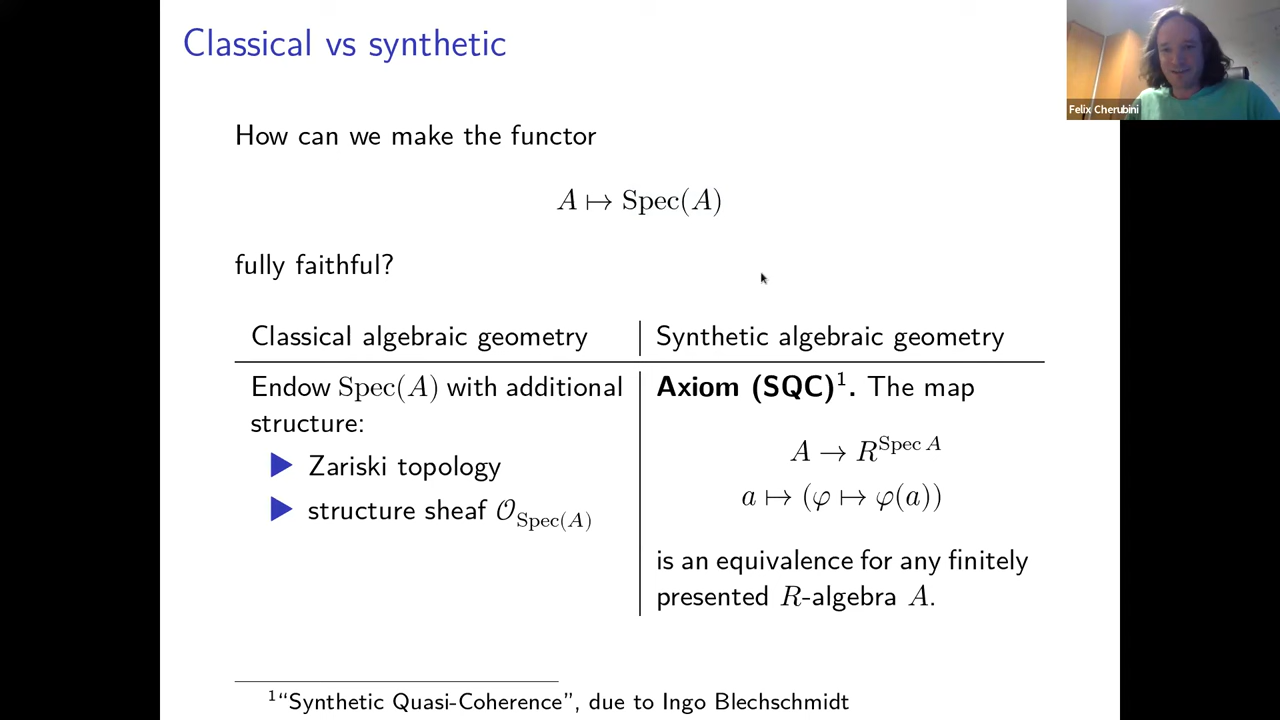 Classical vs synthetic
Felix Cherubini
How can we make the functor
A ↦ Spec(A)
fully faithful?
Classical algebraic geometry
Synthetic algebraic geometry
Endow Spec(A) with additional
structure:
▶ Zariski topology
▶ structure sheaf 𝒪_Spec(A)
Axiom (SQC)¹. The map
A → R^Spec A
a ↦ (φ ↦ φ(a))
is an equivalence for any finitely
presented R-algebra A.
¹“Synthetic Quasi-Coherence”, due to Ingo Blechschmidt